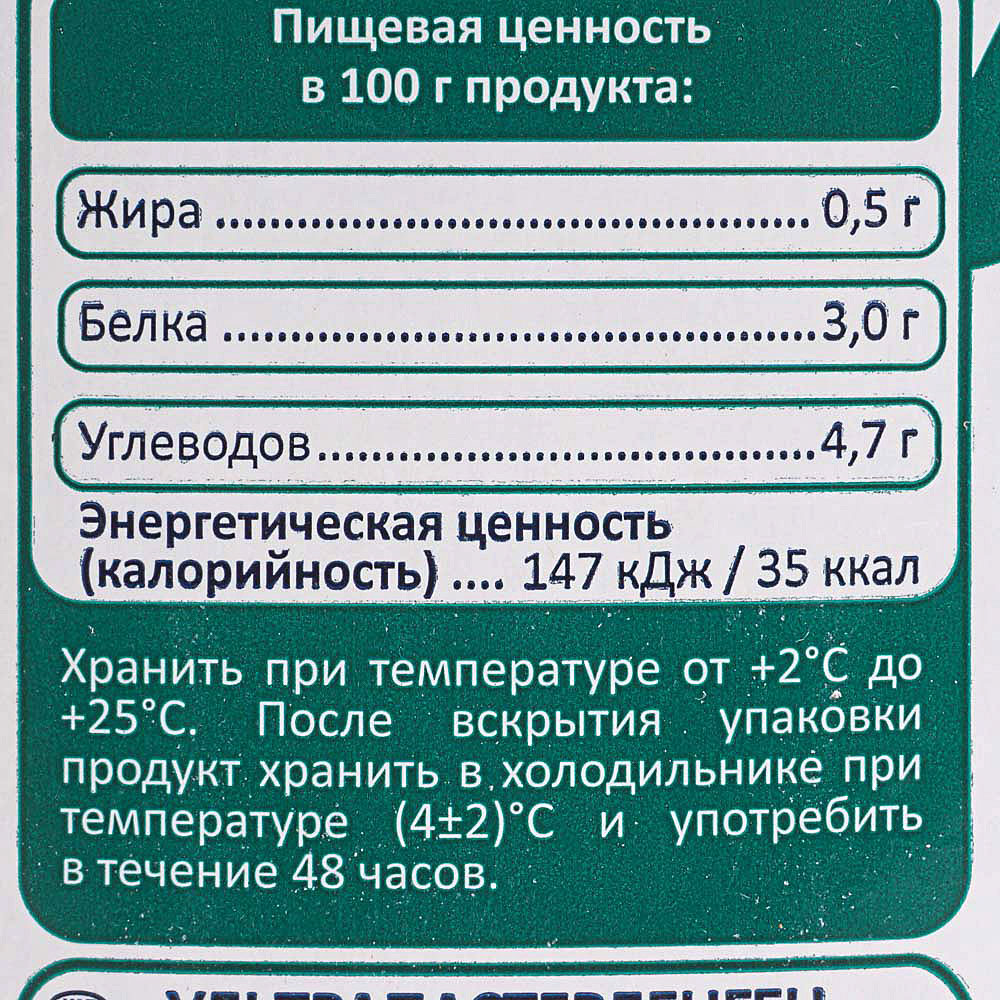 Пищевая ценность
в 100 г продукта:
Жира ........................................... 0,5 г
Белка ...........................................3,0 г
Углеводов....................................4,7 г
Энергетическая ценность
(калорийность) .... 147 кДж / 35 ккал
Хранить при температуре от +2°С до
+25°С. После вскрытия упаковки
продукт хранить в холодильнике при
температуре (4±2)°С и употребить
в течение 48 часов.